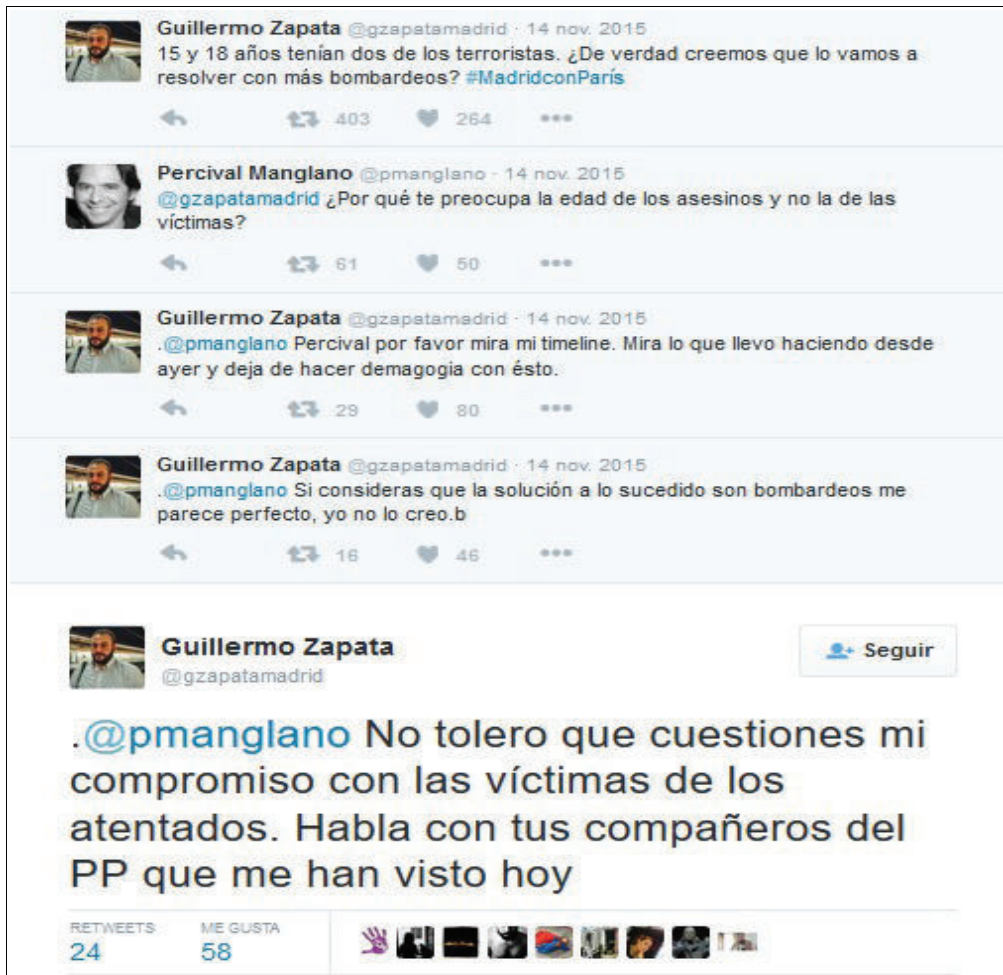 Guillermo Zapata @gzapatamadrid · 14 nov. 2015
15 y 18 años tenían dos de los terroristas. ¿De verdad creemos que lo vamos a
resolver con más bombardeos? #MadridconParís
403 264
Percival Manglano @pmanglano · 14 nov. 2015
@gzapatamadrid ¿Por qué te preocupa la edad de los asesinos y no la de las
víctimas?
61 50
Guillermo Zapata @gzapatamadrid · 14 nov. 2015
.@pmanglano Percival por favor mira mi timeline. Mira lo que llevo haciendo desde
ayer y deja de hacer demagogia con ésto.
29 80
Guillermo Zapata @gzapatamadrid · 14 nov. 2015
.@pmanglano Si consideras que la solución a lo sucedido son bombardeos me
parece perfecto, yo no lo creo.b
16 46
Guillermo Zapata
@gzapatamadrid
Seguir
.@pmanglano No tolero que cuestiones mi
compromiso con las víctimas de los
atentados. Habla con tus compañeros del
PP que me han visto hoy
RETWEETS ME GUSTA
24 58